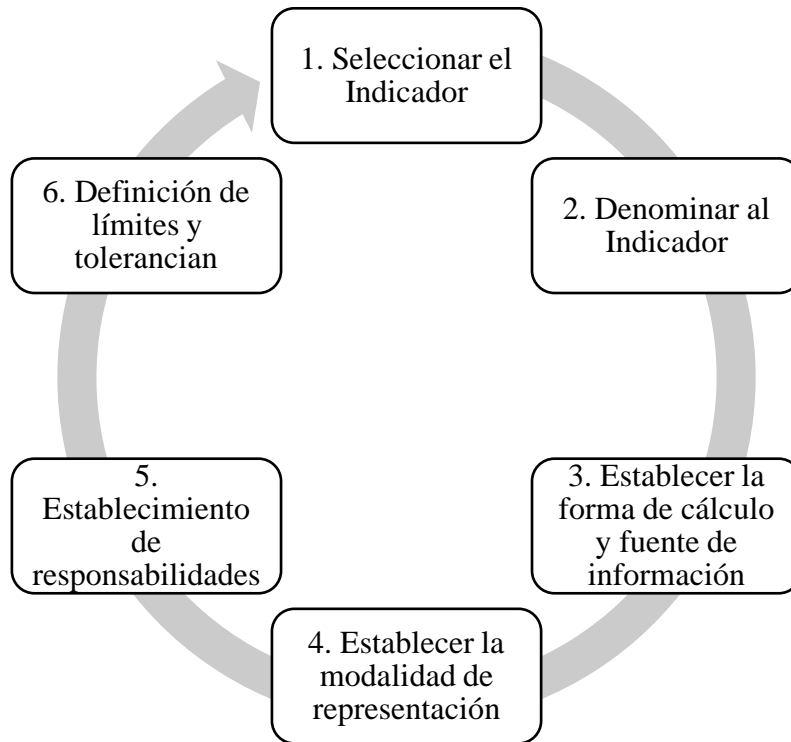 1. Seleccionar el
Indicador
2. Denominar al
Indicador
3. Establecer la
forma de cálculo
y fuente de
información
4. Establecer la
modalidad de
representación
5.
Establecimiento
de
responsabilidades
6. Definición de
límites y
tolerancian